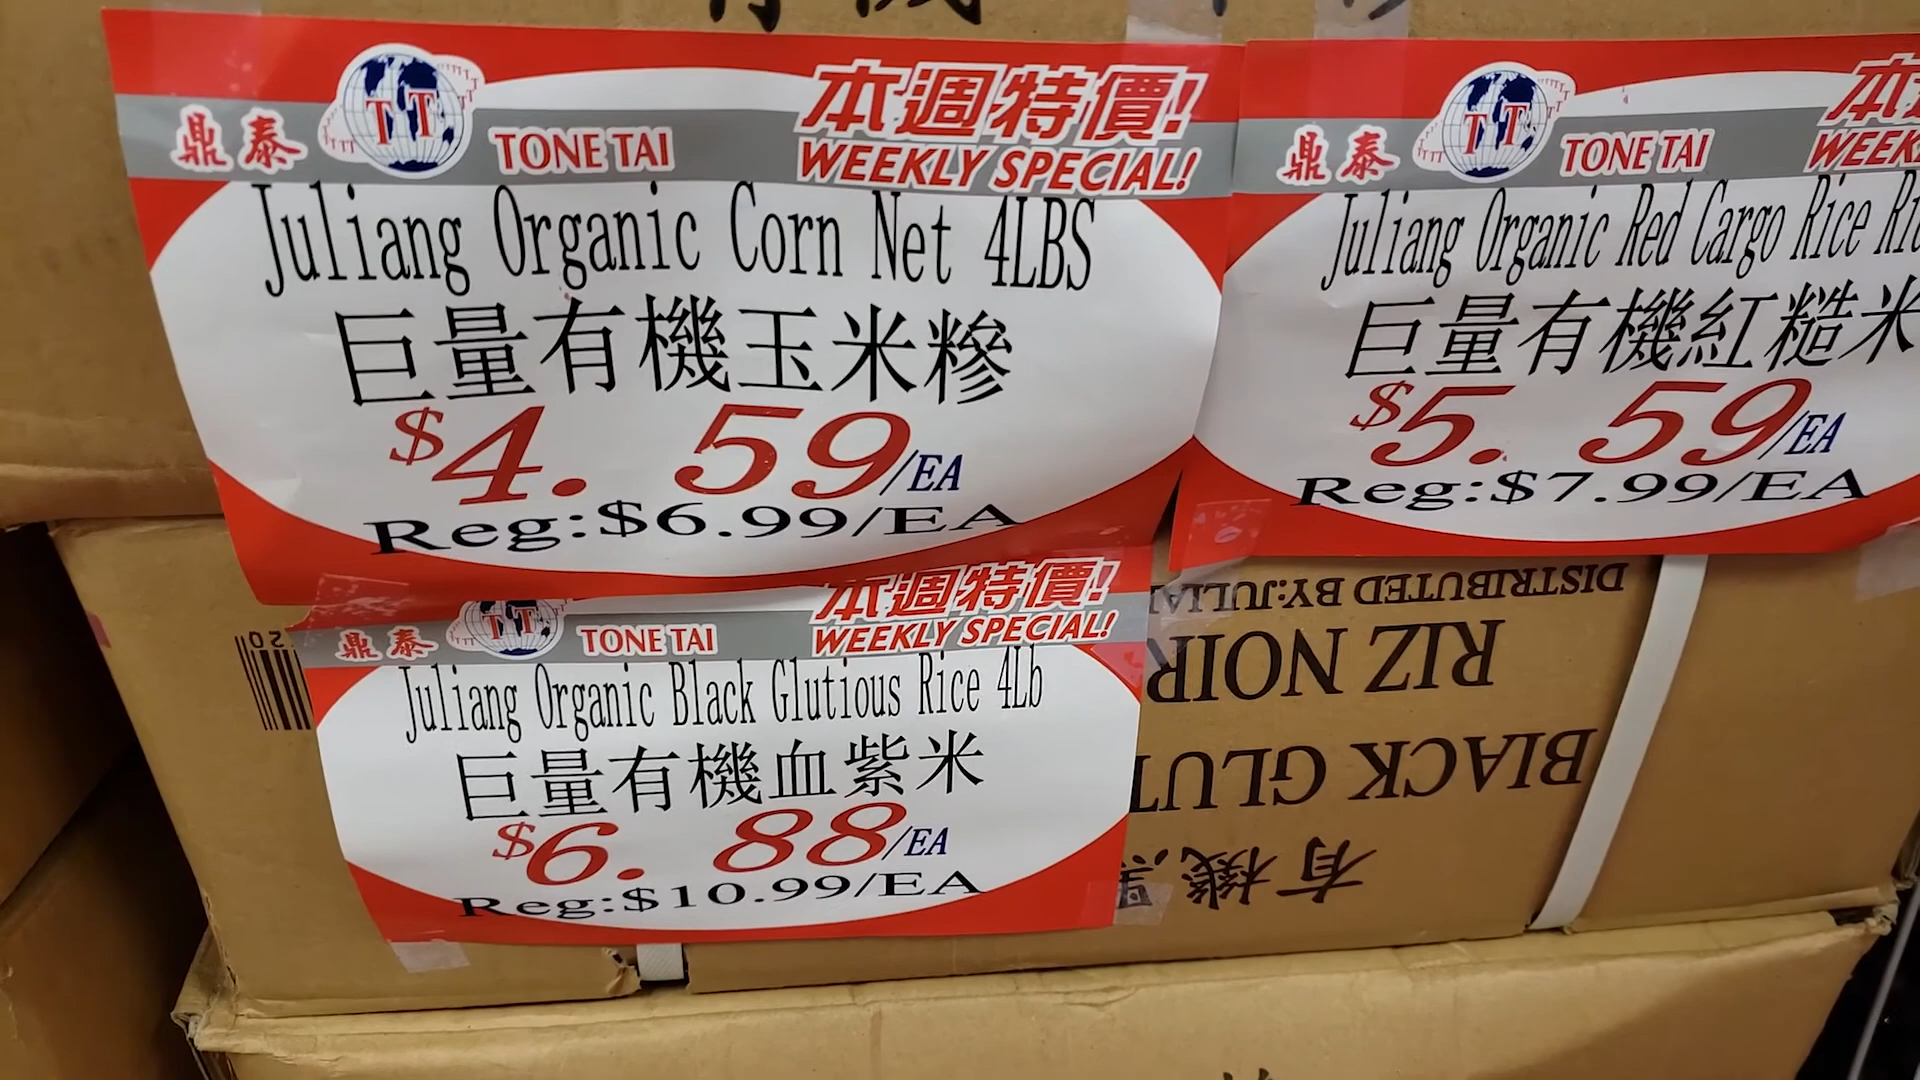 鼎泰 TT TONE TAI 本週特價!
WEEKLY SPECIAL!
Juliang Organic Corn Net 4LBS
巨量有機玉米糝
$4.59/EA
Reg:$6.99/EA
鼎泰 TT TONE TAI
Juliang Organic Red Cargo Rice
巨量有機紅糙米
$5.59/EA
Reg:$7.99/EA
鼎泰 TT TONE TAI 本週特價!
WEEKLY SPECIAL!
Juliang Organic Black Glutious Rice 4Lb
巨量有機血紫米
$6.88/EA
Reg:$10.99/EA
DISTRIBUTED BY:
RIZ NOIR
BLACK
有機